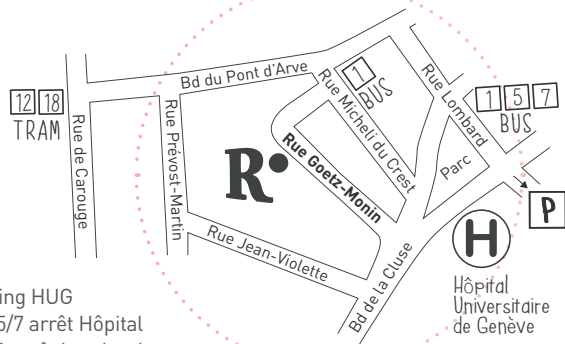 Bd du Pont d'Arve
1
BUS
Rue Micheli du Crest
Rue Lombard
12 18
TRAM
1 5 7
BUS
Rue de Carouge
Rue Prévost-Martin
R
Rue Goetz-Monin
Parc
P
Rue Jean-Violette
Bd de la Cluse
H
Hôpital
Universitaire
de Genève
ing HUG
5/7 arrêt Hôpital